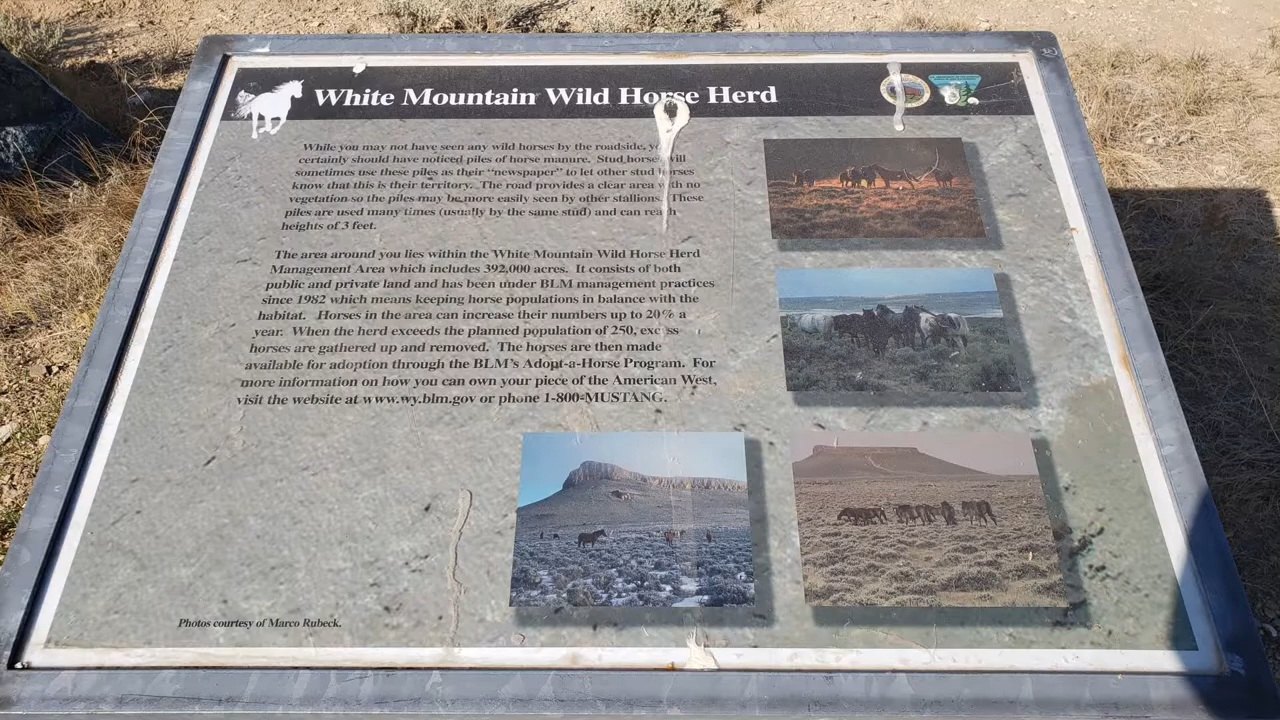 White Mountain Wild Horse Herd
While you may not have seen any wild horses by the roadside,
certainly should have noticed piles of horse manure. Stud horses will
sometimes use these piles as their "newspaper" to let other stud horses
know that this is their territory. The road provides a clear area with no
vegetation so the piles may be more easily seen by other stallions. These
piles are used many times (usually by the same stud) and can reach
heights of 3 feet.
The area around you lies within the White Mountain Wild Horse Herd
Management Area which includes 392,000 acres. It consists of both
public and private land and has been under BLM management practices
since 1982 which means keeping horse populations in balance with the
habitat. Horses in the area can increase their numbers up to 20% a
year. When the herd exceeds the planned population of 250, excess
horses are gathered up and removed. The horses are then made
available for adoption through the BLM's Adopt-a-Horse Program. For
more information on how you can own your piece of the American West,
visit the website at www.wy.blm.gov or phone 1-800-MUSTANG.
Photos courtesy of Marco Rubeck.